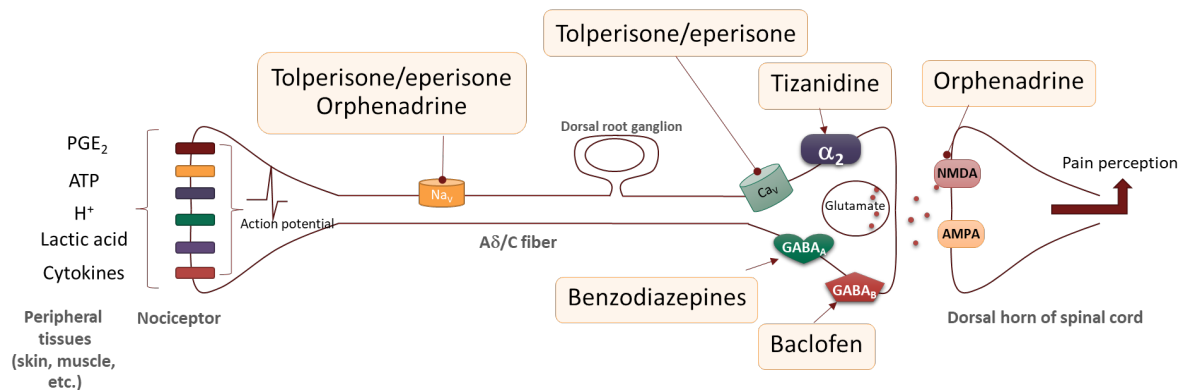 Tolperisone/eperisone
Tolperisone/eperisone
Orphenadrine
Tizanidine
Orphenadrine
Dorsal root ganglion
PGE₂
ATP
H⁺
Lactic acid
Cytokines
Action potential
Naᵥ
Caᵥ
α₂
Glutamate
NMDA
AMPA
Pain perception
Aδ/C fiber
GABA_A
GABA_B
Benzodiazepines
Baclofen
Peripheral
tissues
(skin, muscle,
etc.)
Nociceptor
Dorsal horn of spinal cord